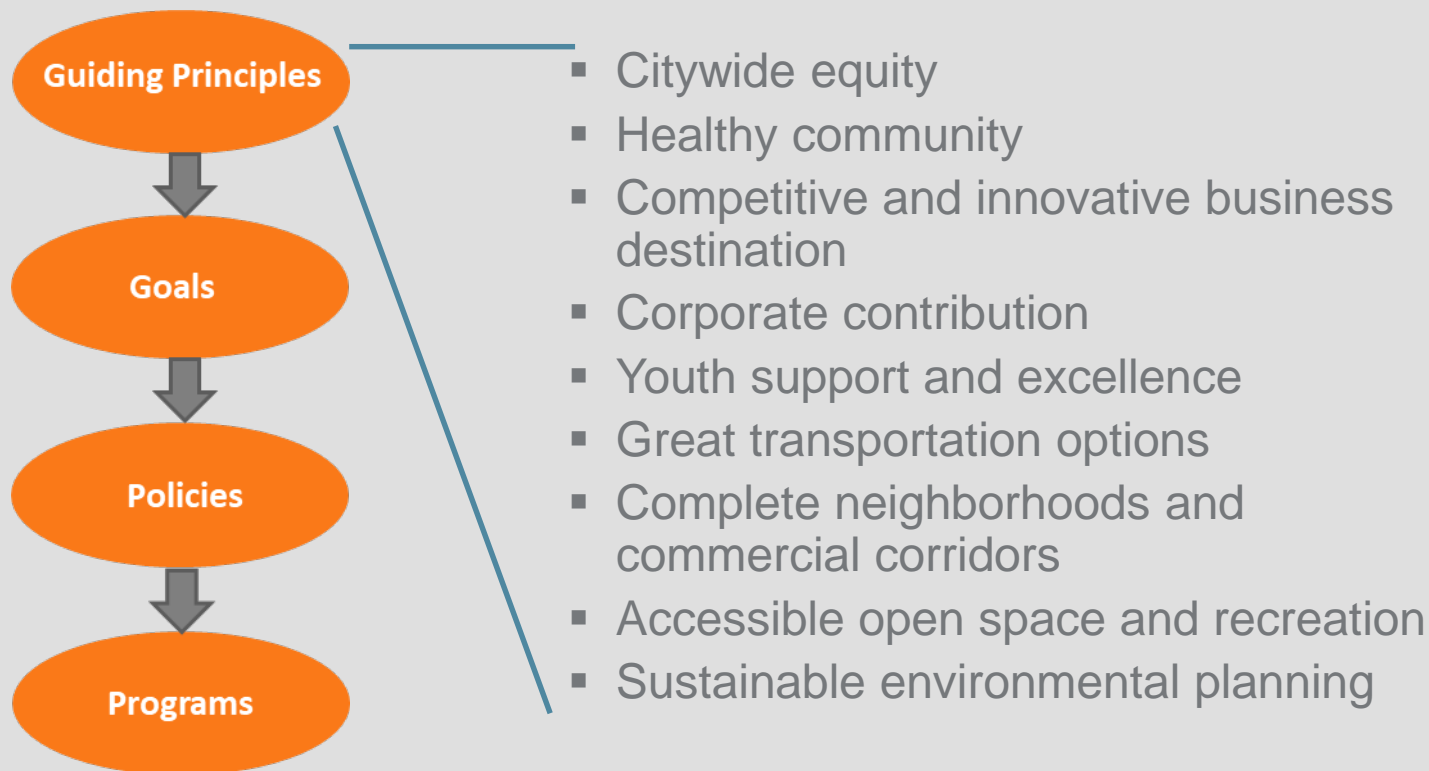 Guiding Principles
Goals
Policies
Programs
▪ Citywide equity
▪ Healthy community
▪ Competitive and innovative business
destination
▪ Corporate contribution
▪ Youth support and excellence
▪ Great transportation options
▪ Complete neighborhoods and
commercial corridors
▪ Accessible open space and recreation
▪ Sustainable environmental planning